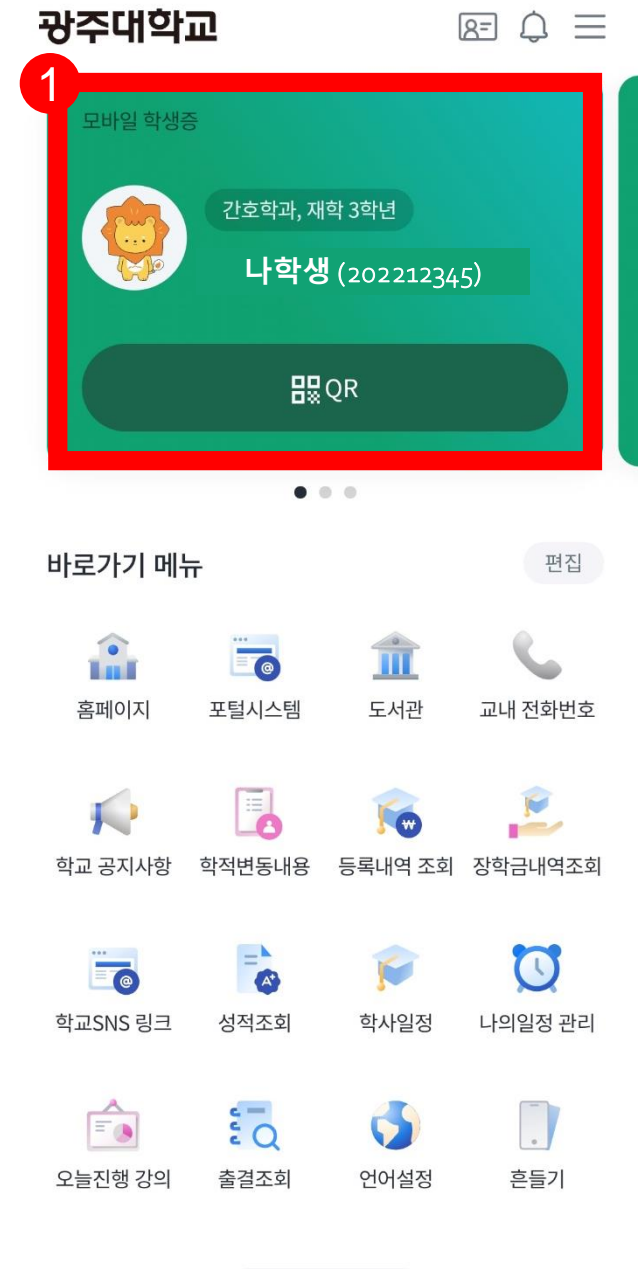 광주대학교
1
모바일 학생증
간호학과, 재학 3학년
나학생 (202212345)
QR
바로가기 메뉴
편집
홈페이지
포털시스템
도서관
교내 전화번호
학교 공지사항
학적변동내용
등록내역 조회
장학금내역조회
학교SNS 링크
성적조회
학사일정
나의일정 관리
오늘진행 강의
출결조회
언어설정
흔들기